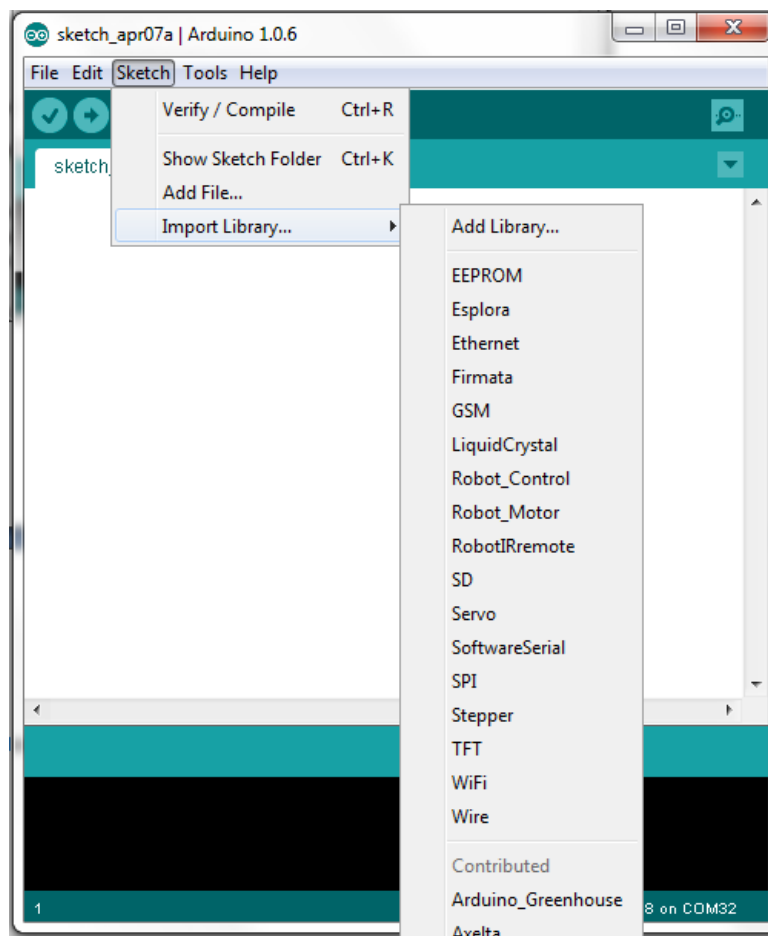 sketch_apr07a | Arduino 1.0.6
File Edit Sketch Tools Help
Verify / Compile Ctrl+R
sketch_
Show Sketch Folder Ctrl+K
Add File...
Import Library...
Add Library...
EEPROM
Esplora
Ethernet
Firmata
GSM
LiquidCrystal
Robot_Control
Robot_Motor
RobotIRremote
SD
Servo
SoftwareSerial
SPI
Stepper
TFT
WiFi
Wire
Contributed
Arduino_Greenhouse
1
8 on COM32
Axelta